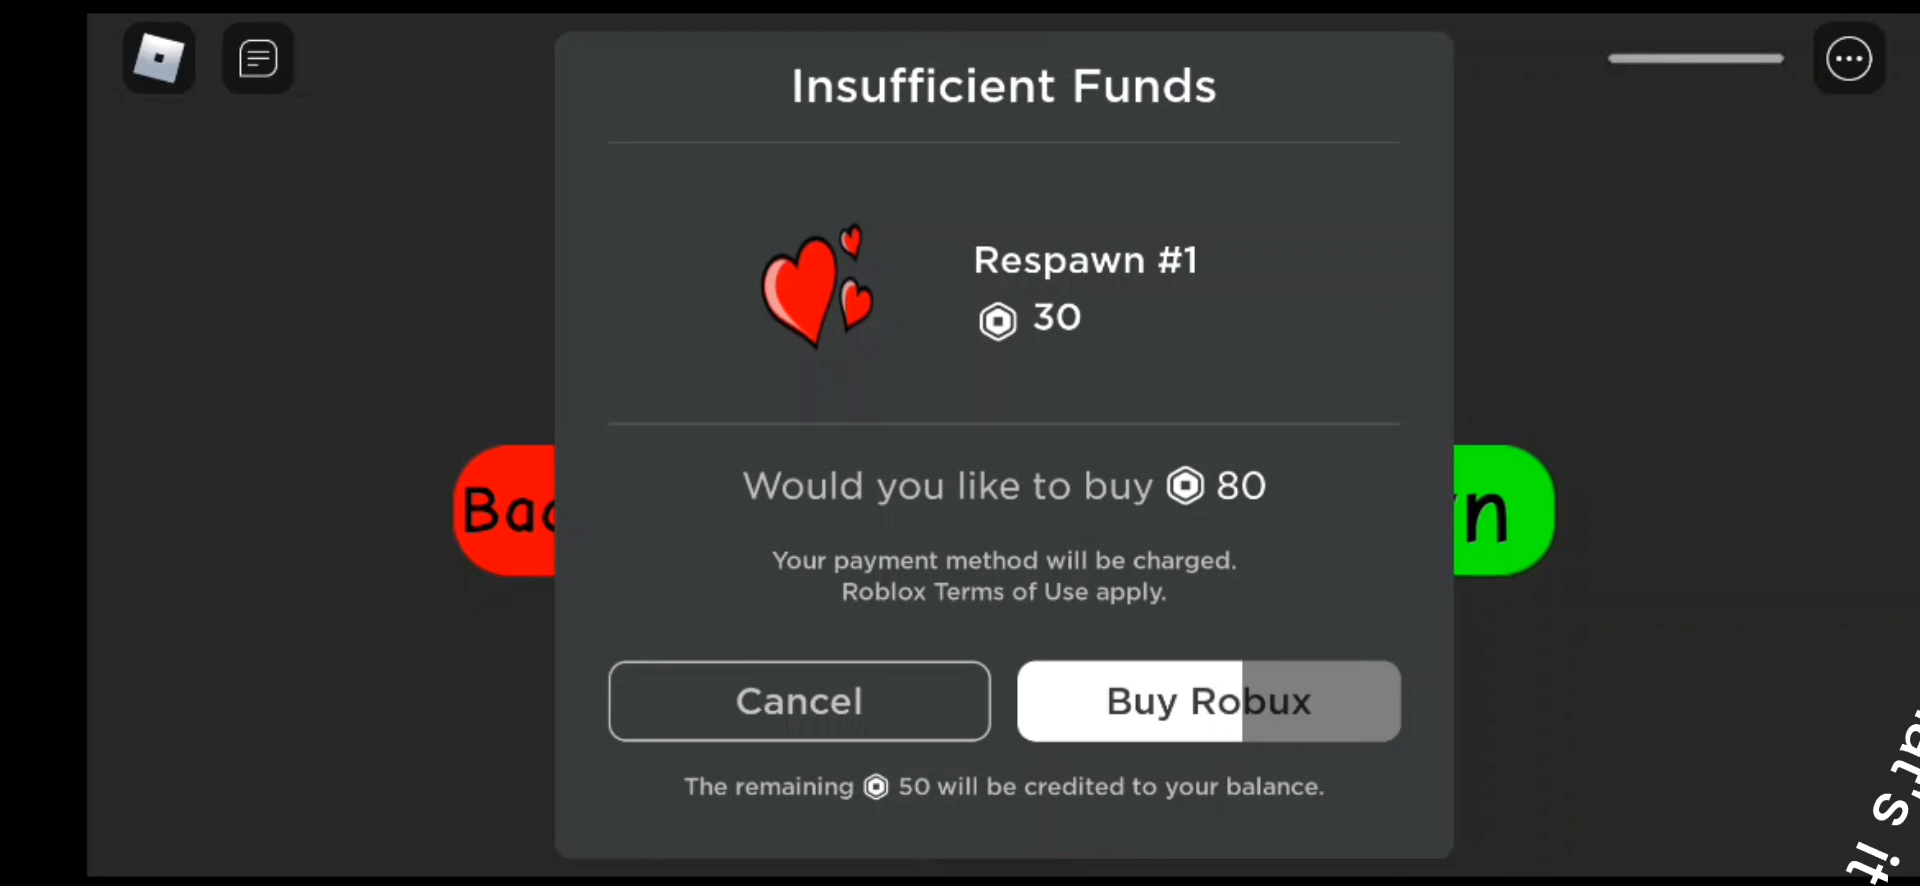 Insufficient Funds
Respawn #1
30
Would you like to buy 80
Your payment method will be charged.
Roblox Terms of Use apply.
Cancel
Buy Robux
The remaining 50 will be credited to your balance.
it